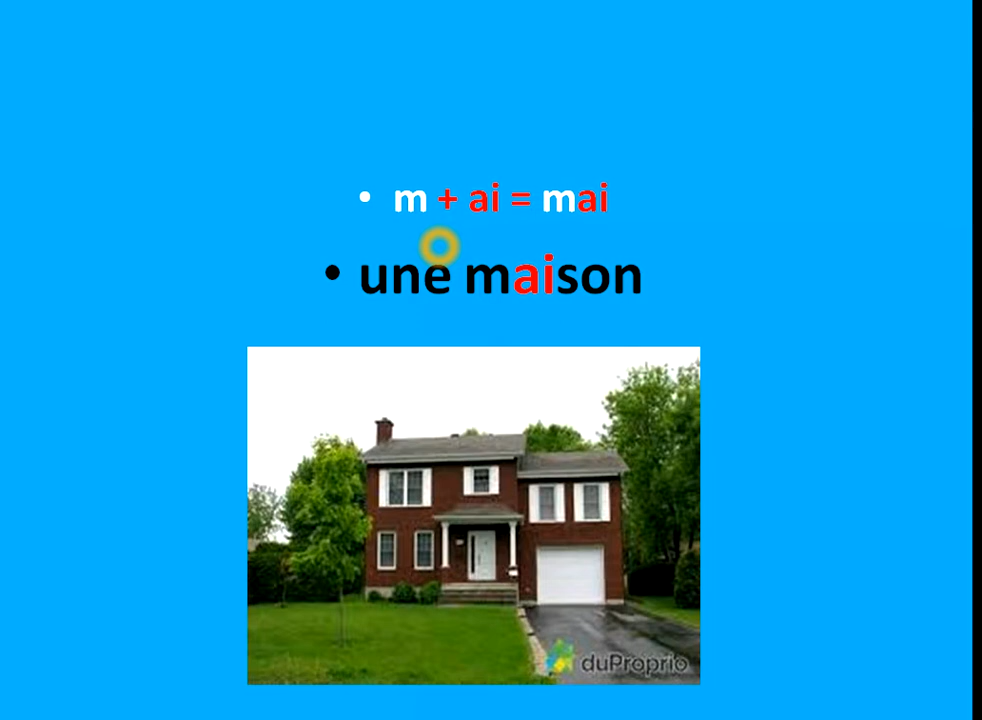 • m + ai = mai
• une maison
duProprio